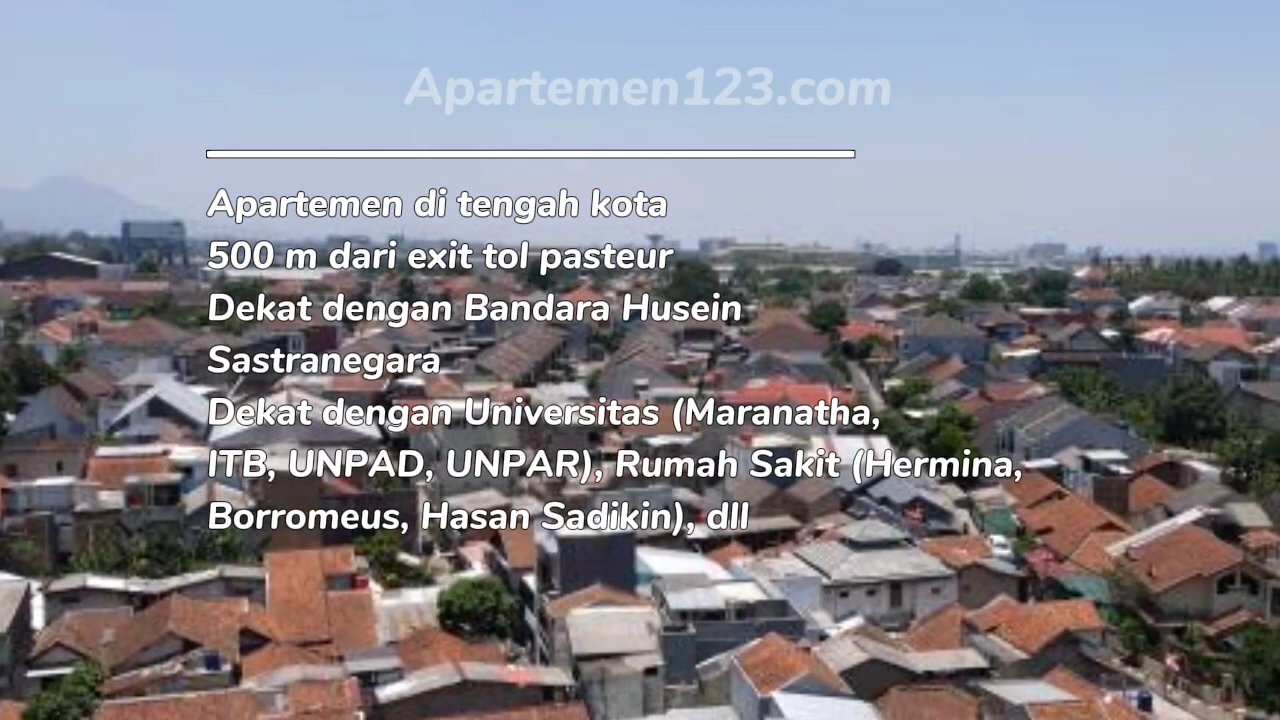 Apartemen123.com
Apartemen di tengah kota
500 m dari exit tol pasteur
Dekat dengan Bandara Husein
Sastranegara
Dekat dengan Universitas (Maranatha,
ITB, UNPAD, UNPAR), Rumah Sakit (Hermina,
Borromeus, Hasan Sadikin), dll